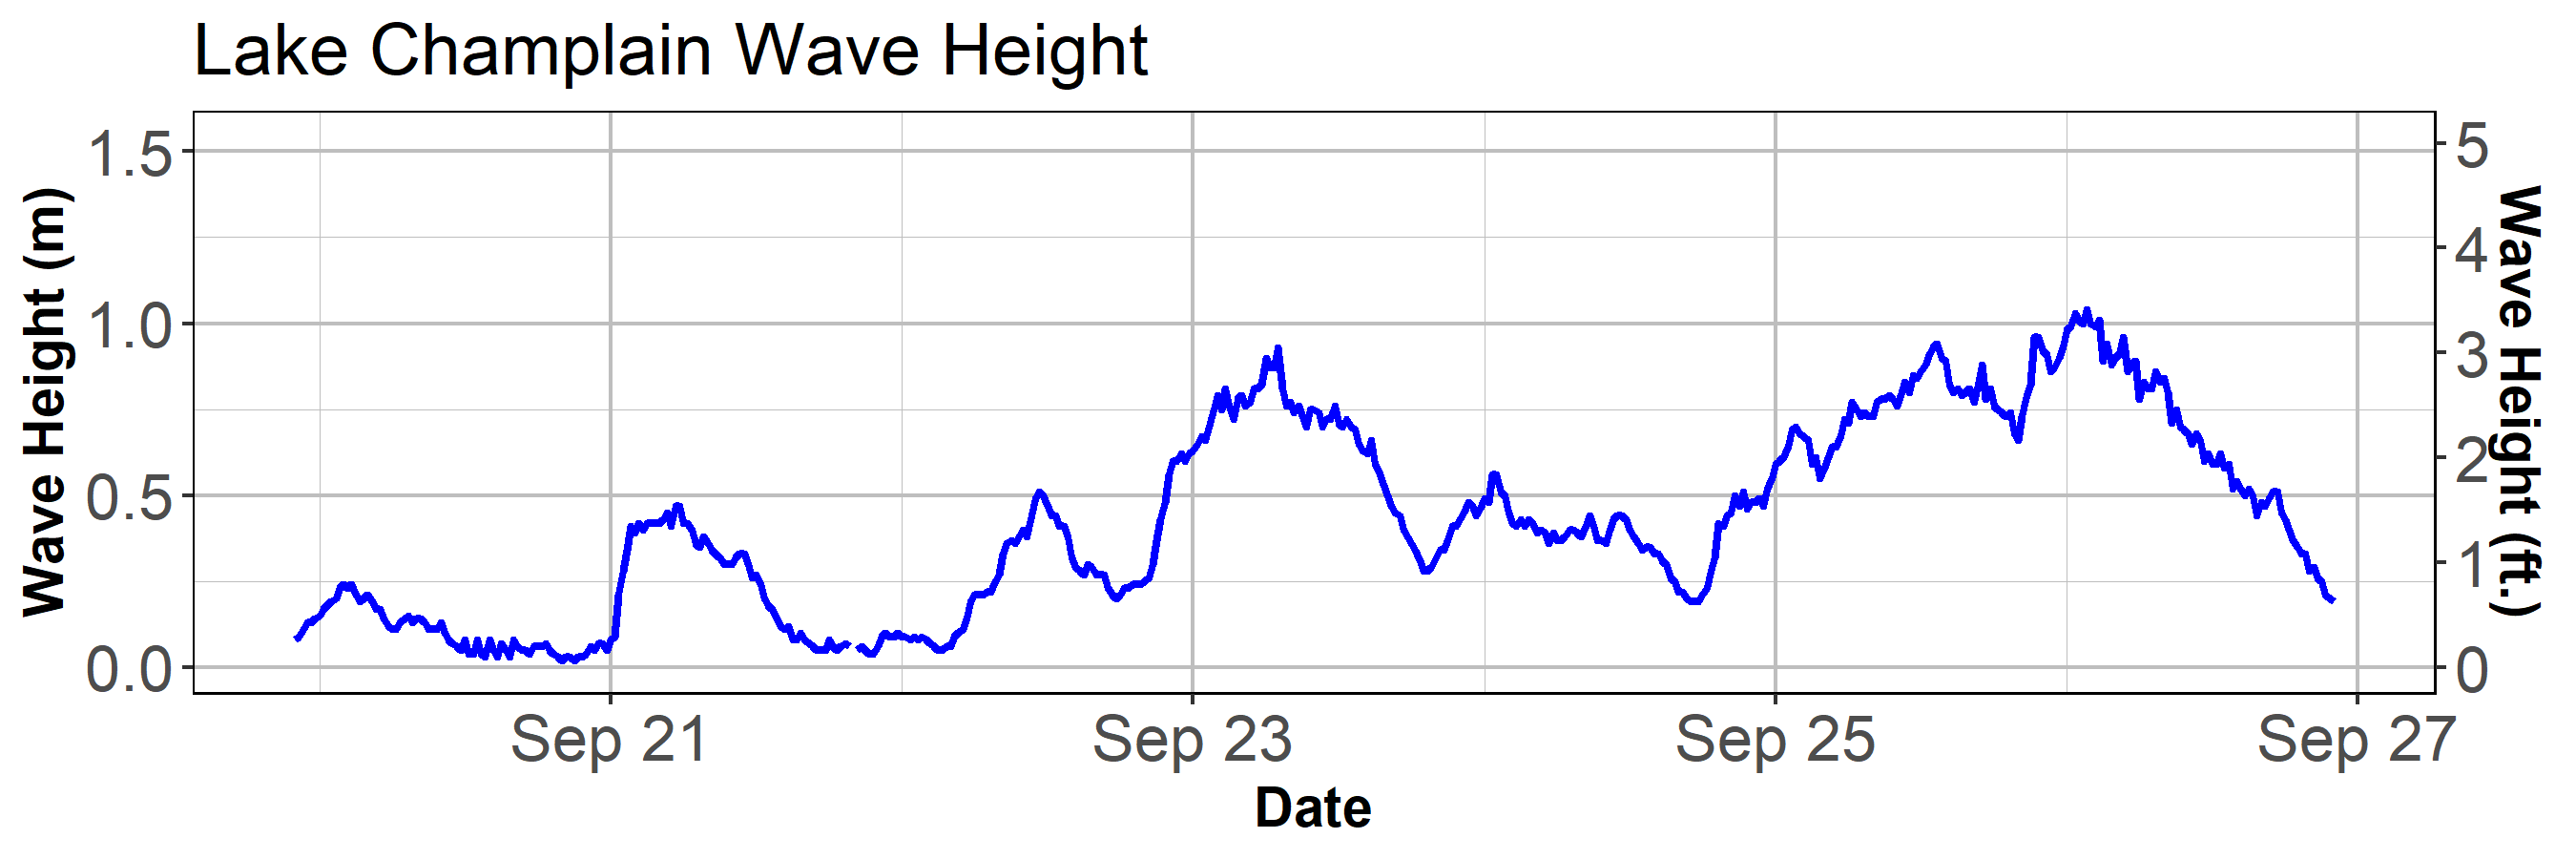 Lake Champlain Wave Height
Wave Height (m)
1.5
1.0
0.5
0.0
5
4
3
2
1
0
Wave Height (ft.)
Sep 21 Sep 23 Sep 25 Sep 27
Date